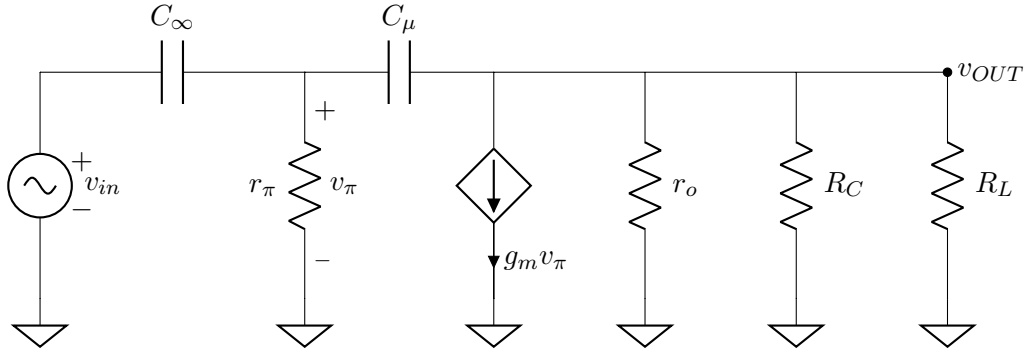 C∞
Cμ
vOUT
+
+
vin
−
rπ
vπ
−
gmvπ
ro
RC
RL